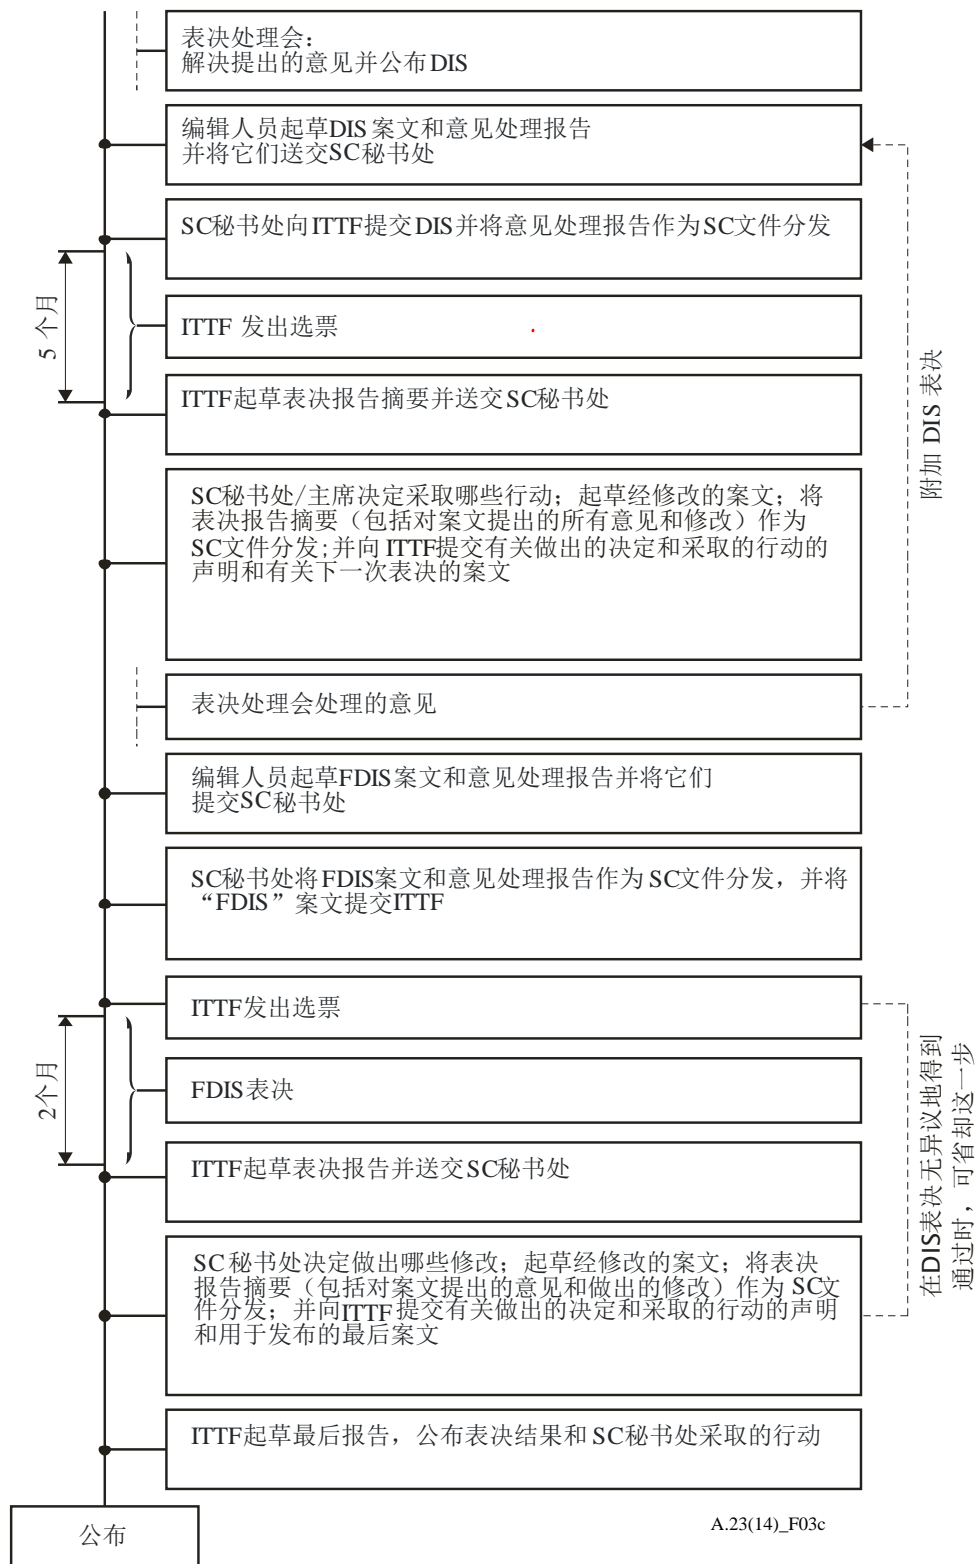 表决处理会：
解决提出的意见并公布DIS
编辑人员起草DIS案文和意见处理报告
并将它们送交SC秘书处
SC秘书处向ITTF提交DIS并将意见处理报告作为SC文件分发
5 个月
ITTF 发出选票
ITTF起草表决报告摘要并送交SC秘书处
附加 DIS 表决
SC秘书处/主席决定采取哪些行动；起草经修改的案文；将
表决报告摘要（包括对案文提出的所有意见和修改）作为
SC文件分发;并向 ITTF提交有关做出的决定和采取的行动的
声明和有关下一次表决的案文
表决处理会处理的意见
编辑人员起草FDIS案文和意见处理报告并将它们
提交SC秘书处
SC秘书处将FDIS案文和意见处理报告作为SC文件分发，并将
“FDIS”案文提交ITTF
ITTF发出选票
2个月
FDIS表决
ITTF起草表决报告并送交SC秘书处
在DIS表决无异议地得到
通过时，可省却这一步
SC秘书处决定做出哪些修改；起草经修改的案文；将表决
报告摘要（包括对案文提出的意见和做出的修改）作为 SC文
件分发；并向ITTF提交有关做出的决定和采取的行动的声明
和用于发布的最后案文
ITTF起草最后报告，公布表决结果和SC秘书处采取的行动
公布
A.23(14)_F03c